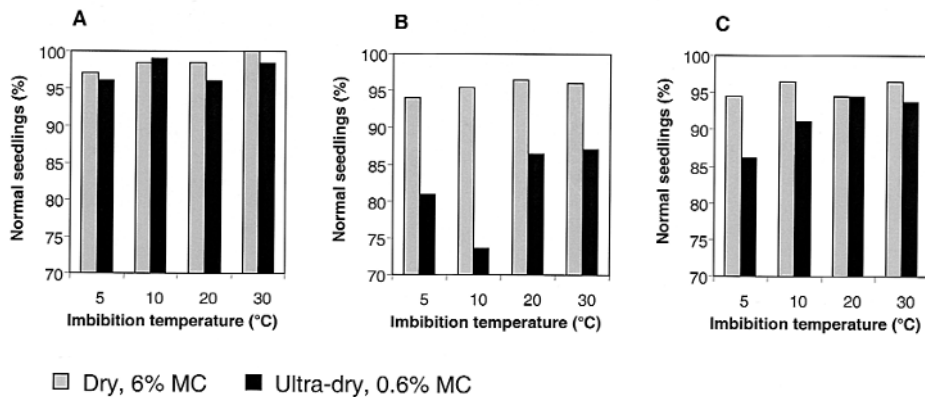 A
B
C
Normal seedlings (%)
100
95
90
85
80
75
70
5 10 20 30
Imbibition temperature (°C)
Normal seedlings (%)
100
95
90
85
80
75
70
5 10 20 30
Imbibition temperature (°C)
Normal seedlings (%)
100
95
90
85
80
75
70
5 10 20 30
Imbibition temperature (°C)
Dry, 6% MC Ultra-dry, 0.6% MC